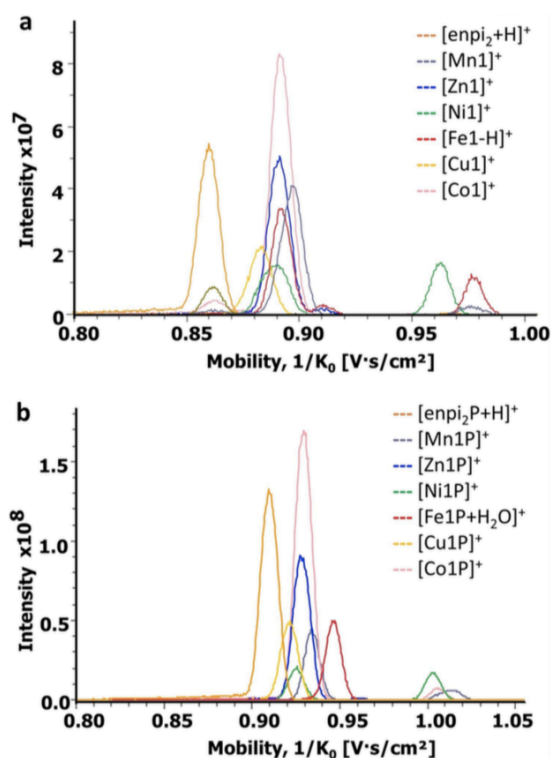 a
Intensity x10⁷
8
6
4
2
0
0.80 0.85 0.90 0.95 1.00
Mobility, 1/K₀ [V·s/cm²]
[enpi₂+H]⁺
[Mn1]⁺
[Zn1]⁺
[Ni1]⁺
[Fe1-H]⁺
[Cu1]⁺
[Co1]⁺
b
Intensity x10⁸
1.5
1.0
0.5
0.0
0.80 0.85 0.90 0.95 1.00 1.05
Mobility, 1/K₀ [V·s/cm²]
[enpi₂P+H]⁺
[Mn1P]⁺
[Zn1P]⁺
[Ni1P]⁺
[Fe1P+H₂O]⁺
[Cu1P]⁺
[Co1P]⁺